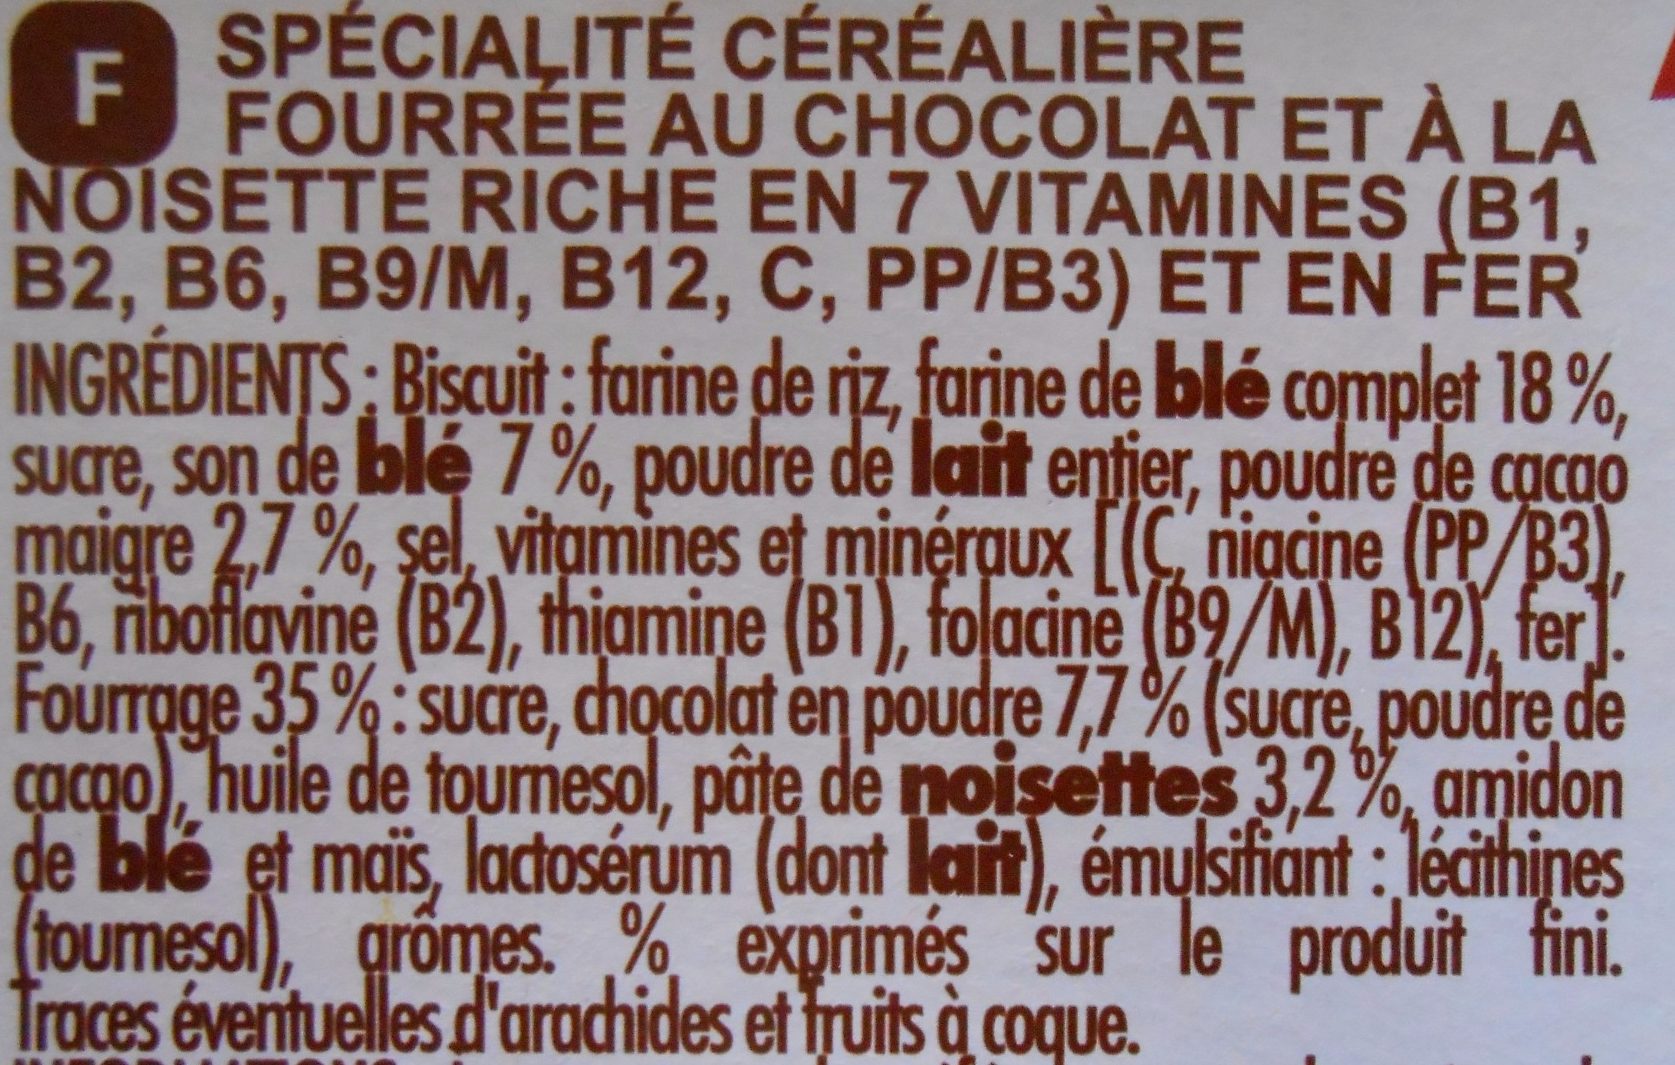 F SPÉCIALITÉ CÉRÉALIÈRE
FOURRÉE AU CHOCOLAT ET À LA
NOISETTE RICHE EN 7 VITAMINES (B1,
B2, B6, B9/M, B12, C, PP/B3) ET EN FER
INGRÉDIENTS : Biscuit : farine de riz, farine de blé complet 18 %,
sucre, son de blé 7 %, poudre de lait entier, poudre de cacao
maigre 2,7 %, sel, vitamines et minéraux [(C, niacine (PP/B3),
B6, riboflavine (B2), thiamine (B1), folacine (B9/M), B12), fer].
Fourrage 35 % : sucre, chocolat en poudre 7,7 % (sucre, poudre de
cacao), huile de tournesol, pâte de noisettes 3,2 %, amidon
de blé et maïs, lactosérum (dont lait), émulsifiant : lécithines
(tournesol), arômes. % exprimés sur le produit fini.
Traces éventuelles d'arachides et fruits à coque.